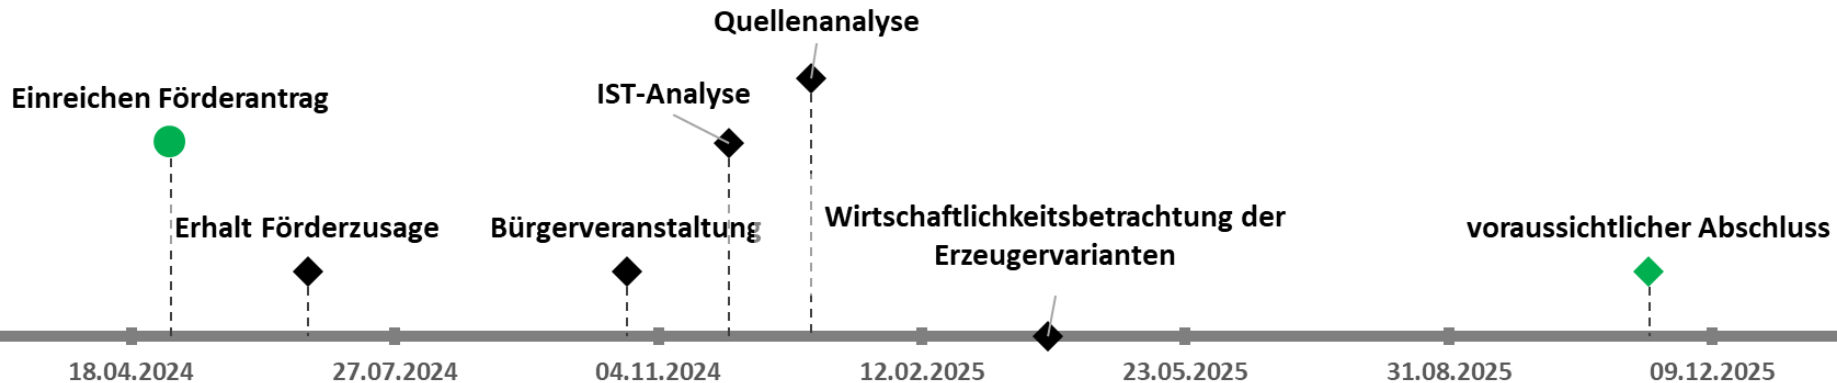 Quellenanalyse
IST-Analyse
Einreichen Förderantrag
Erhalt Förderzusage
Bürgerveranstaltung
Wirtschaftlichkeitsbetrachtung der
Erzeugervarianten
voraussichtlicher Abschluss
18.04.2024
27.07.2024
04.11.2024
12.02.2025
23.05.2025
31.08.2025
09.12.2025